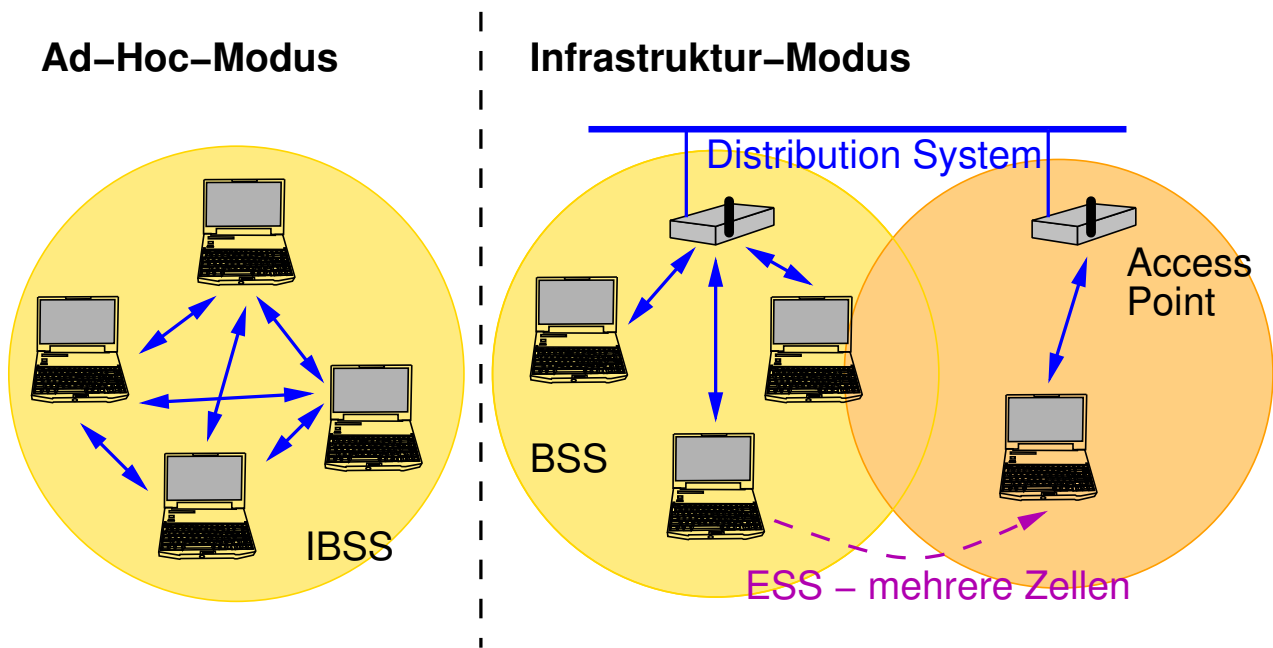 Ad–Hoc–Modus
Infrastruktur–Modus
Distribution System
Access
Point
BSS
IBSS
ESS – mehrere Zellen